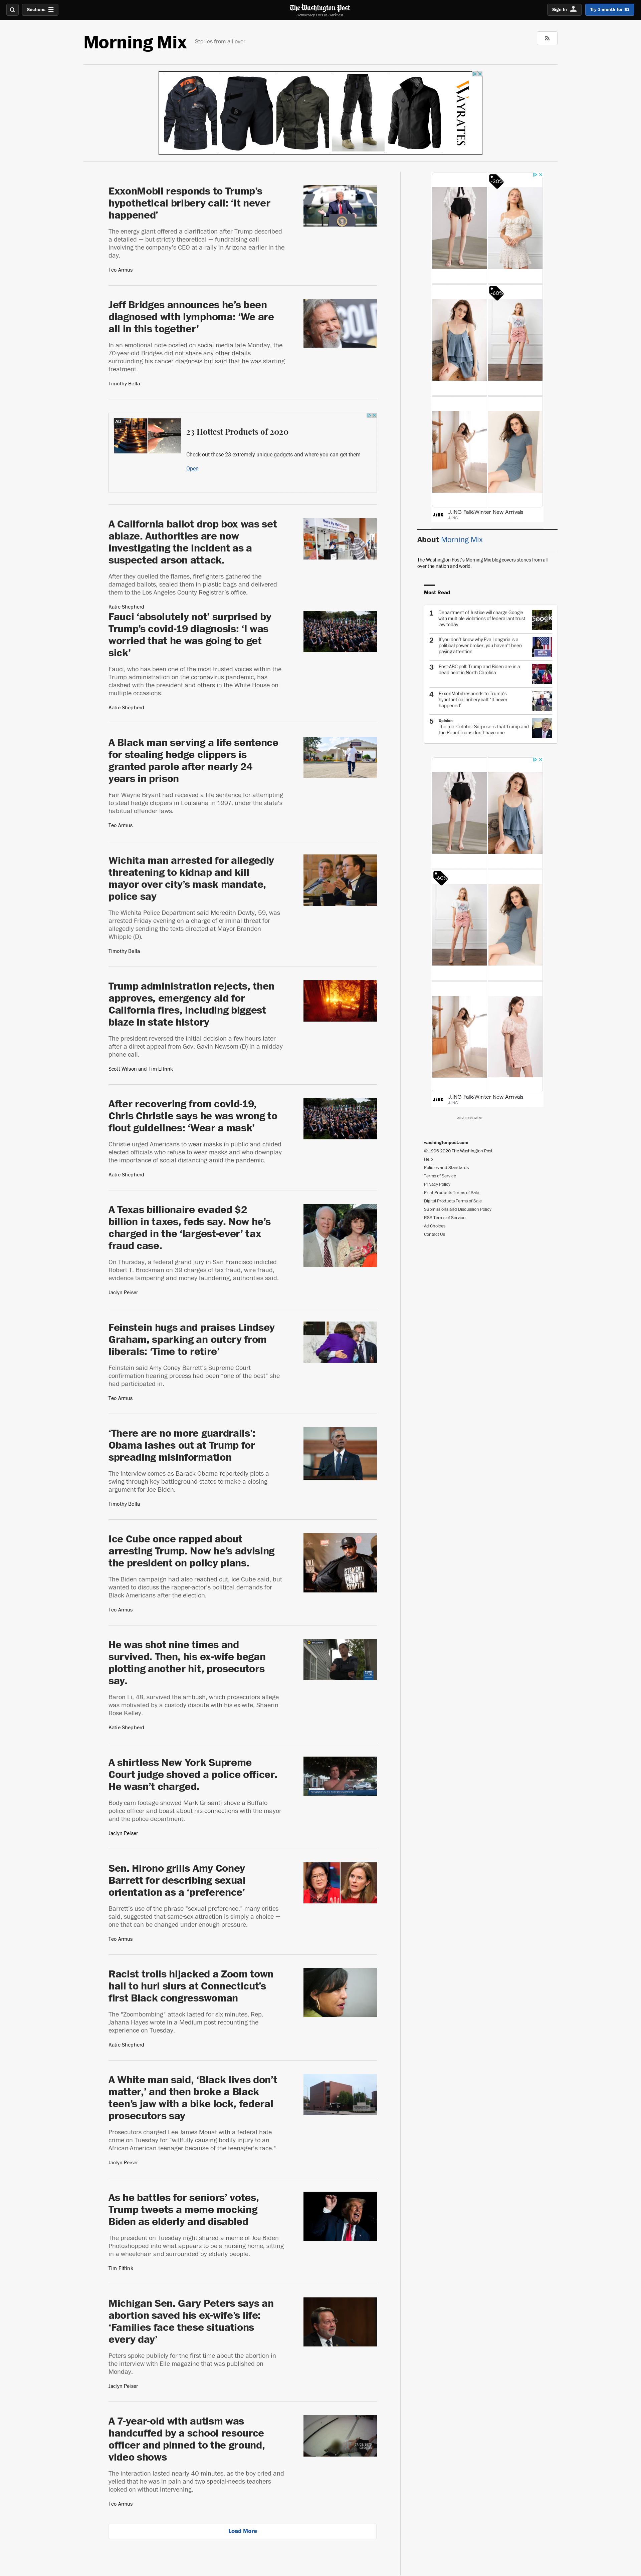 Sections
The Washington Post
Democracy Dies in Darkness
Sign In
Try 1 month for $1
Morning Mix
Stories from all over
MAYRATES
ExxonMobil responds to Trump's
hypothetical bribery call: 'It never
happened'
The energy giant offered a clarification after Trump described
a detailed — but strictly theoretical — fundraising call
involving the company's CEO at a rally in Arizona earlier in the
day.
Teo Armus
Jeff Bridges announces he's been
diagnosed with lymphoma: 'We are
all in this together'
In an emotional note posted on social media late Monday, the
70-year-old Bridges did not share any other details
surrounding his cancer diagnosis but said that he was starting
treatment.
Timothy Bella
AD
23 Hottest Products of 2020
Check out these 23 extremely unique gadgets and where you can get them
Open
A California ballot drop box was set
ablaze. Authorities are now
investigating the incident as a
suspected arson attack.
After they quelled the flames, firefighters gathered the
damaged ballots, sealed them in plastic bags and delivered
them to the Los Angeles County Registrar's office.
Katie Shepherd
Fauci 'absolutely not' surprised by
Trump's covid-19 diagnosis: 'I was
worried that he was going to get
sick'
Fauci, who has been one of the most trusted voices within the
Trump administration on the coronavirus pandemic, has
clashed with the president and others in the White House on
multiple occasions.
Katie Shepherd
A Black man serving a life sentence
for stealing hedge clippers is
granted parole after nearly 24
years in prison
Fair Wayne Bryant had received a life sentence for attempting
to steal hedge clippers in Louisiana in 1997, under the state's
habitual offender laws.
Teo Armus
Wichita man arrested for allegedly
threatening to kidnap and kill
mayor over city's mask mandate,
police say
The Wichita Police Department said Meredith Dowty, 59, was
arrested Friday evening on a charge of criminal threat for
allegedly sending the texts directed at Mayor Brandon
Whipple (D).
Timothy Bella
Trump administration rejects, then
approves, emergency aid for
California fires, including biggest
blaze in state history
The president reversed the initial decision a few hours later
after a direct appeal from Gov. Gavin Newsom (D) in a midday
phone call.
Scott Wilson and Tim Elfrink
After recovering from covid-19,
Chris Christie says he was wrong to
flout guidelines: 'Wear a mask'
Christie urged Americans to wear masks in public and chided
elected officials who refuse to wear masks and who downplay
the importance of social distancing amid the pandemic.
Katie Shepherd
A Texas billionaire evaded $2
billion in taxes, feds say. Now he's
charged in the 'largest-ever' tax
fraud case.
On Thursday, a federal grand jury in San Francisco indicted
Robert T. Brockman on 39 charges of tax fraud, wire fraud,
evidence tampering and money laundering, authorities said.
Jaclyn Peiser
Feinstein hugs and praises Lindsey
Graham, sparking an outcry from
liberals: 'Time to retire'
Feinstein said Amy Coney Barrett's Supreme Court
confirmation hearing process had been "one of the best" she
had participated in.
Teo Armus
'There are no more guardrails':
Obama lashes out at Trump for
spreading misinformation
The interview comes as Barack Obama reportedly plots a
swing through key battleground states to make a closing
argument for Joe Biden.
Timothy Bella
Ice Cube once rapped about
arresting Trump. Now he's advising
the president on policy plans.
The Biden campaign had also reached out, Ice Cube said, but
wanted to discuss the rapper-actor's political demands for
Black Americans after the election.
Teo Armus
He was shot nine times and
survived. Then, his ex-wife began
plotting another hit, prosecutors
say.
Baron Li, 48, survived the ambush, which prosecutors allege
was motivated by a custody dispute with his ex-wife, Shaerin
Rose Kelley.
Katie Shepherd
A shirtless New York Supreme
Court judge shoved a police officer.
He wasn't charged.
Body-cam footage showed Mark Grisanti shove a Buffalo
police officer and boast about his connections with the mayor
and the police department.
Jaclyn Peiser
Sen. Hirono grills Amy Coney
Barrett for describing sexual
orientation as a 'preference'
Barrett's use of the phrase "sexual preference," many critics
said, suggested that same-sex attraction is simply a choice —
one that can be changed under enough pressure.
Teo Armus
Racist trolls hijacked a Zoom town
hall to hurl slurs at Connecticut's
first Black congresswoman
The "Zoombombing" attack lasted for six minutes, Rep.
Jahana Hayes wrote in a Medium post recounting the
experience on Tuesday.
Katie Shepherd
A White man said, 'Black lives don't
matter,' and then broke a Black
teen's jaw with a bike lock, federal
prosecutors say
Prosecutors charged Lee James Mouat with a federal hate
crime on Tuesday for "willfully causing bodily injury to an
African-American teenager because of the teenager's race."
Jaclyn Peiser
As he battles for seniors' votes,
Trump tweets a meme mocking
Biden as elderly and disabled
The president on Tuesday night shared a meme of Joe Biden
Photoshopped into what appears to be a nursing home, sitting
in a wheelchair and surrounded by elderly people.
Tim Elfrink
Michigan Sen. Gary Peters says an
abortion saved his ex-wife's life:
'Families face these situations
every day'
Peters spoke publicly for the first time about the abortion in
the interview with Elle magazine that was published on
Monday.
Jaclyn Peiser
A 7-year-old with autism was
handcuffed by a school resource
officer and pinned to the ground,
video shows
The interaction lasted nearly 40 minutes, as the boy cried and
yelled that he was in pain and two special-needs teachers
looked on without intervening.
Teo Armus
Load More
J.ING
J.ING Fall&Winter New Arrivals
J.ING
About Morning Mix
The Washington Post's Morning Mix blog covers stories from all
over the nation and world.
Most Read
1 Department of Justice will charge Google
with multiple violations of federal antitrust
law today
2 If you don't know why Eva Longoria is a
political power broker, you haven't been
paying attention
3 Post-ABC poll: Trump and Biden are in a
dead heat in North Carolina
4 ExxonMobil responds to Trump's
hypothetical bribery call: 'It never
happened'
5 Opinion
The real October Surprise is that Trump and
the Republicans don't have one
J.ING
J.ING Fall&Winter New Arrivals
J.ING
ADVERTISEMENT
washingtonpost.com
© 1996-2020 The Washington Post
Help
Policies and Standards
Terms of Service
Privacy Policy
Print Products Terms of Sale
Digital Products Terms of Sale
Submissions and Discussion Policy
RSS Terms of Service
Ad Choices
Contact Us